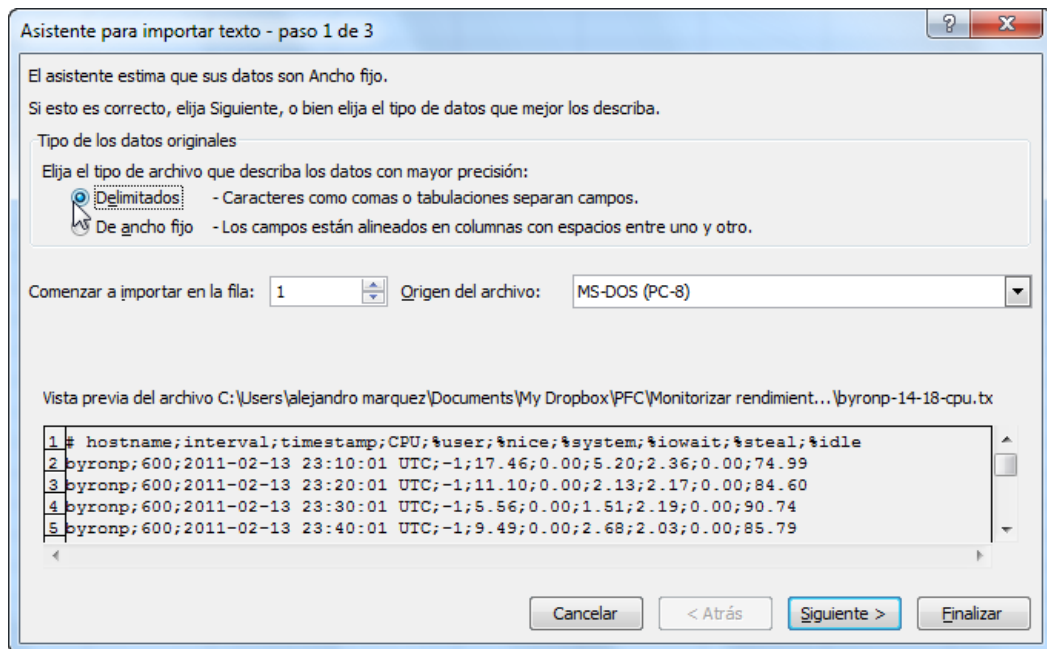 Asistente para importar texto - paso 1 de 3
El asistente estima que sus datos son Ancho fijo.
Si esto es correcto, elija Siguiente, o bien elija el tipo de datos que mejor los describa.
Tipo de los datos originales
Elija el tipo de archivo que describa los datos con mayor precisión:
Delimitados - Caracteres como comas o tabulaciones separan campos.
De ancho fijo - Los campos están alineados en columnas con espacios entre uno y otro.
Comenzar a importar en la fila: 1 Origen del archivo: MS-DOS (PC-8)
Vista previa del archivo C:\Users\alejandro marquez\Documents\My Dropbox\PFC\Monitorizar rendimient...\byronp-14-18-cpu.tx
1 # hostname;interval;timestamp;CPU;%user;%nice;%system;%iowait;%steal;%idle
2 byronp;600;2011-02-13 23:10:01 UTC;-1;17.46;0.00;5.20;2.36;0.00;74.99
3 byronp;600;2011-02-13 23:20:01 UTC;-1;11.10;0.00;2.13;2.17;0.00;84.60
4 byronp;600;2011-02-13 23:30:01 UTC;-1;5.56;0.00;1.51;2.19;0.00;90.74
5 byronp;600;2011-02-13 23:40:01 UTC;-1;9.49;0.00;2.68;2.03;0.00;85.79
Cancelar < Atrás Siguiente > Finalizar